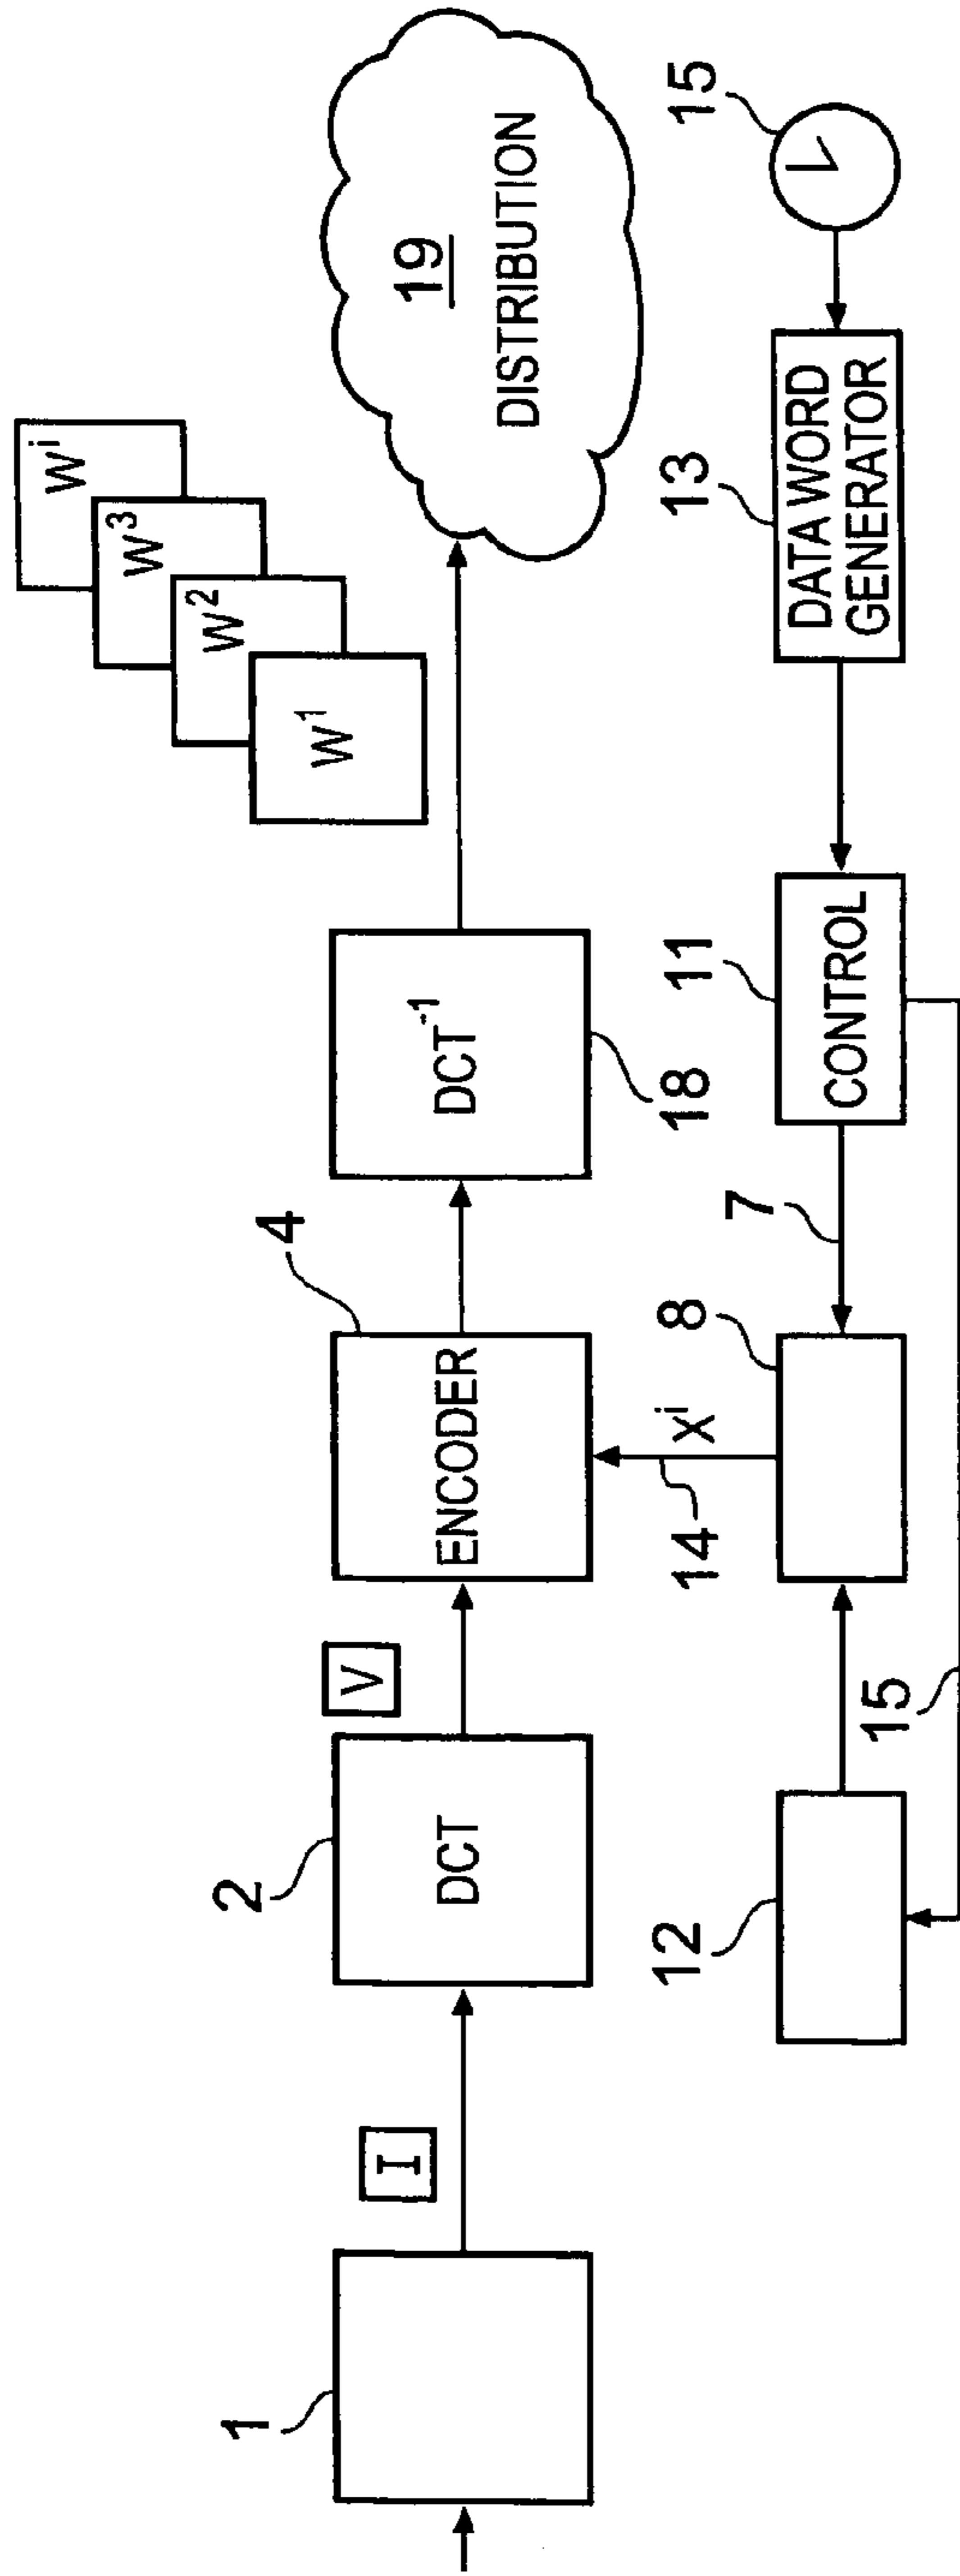 W¹
W²
W³
Wⁱ
1
I
2
DCT
V
4
ENCODER
DCT⁻¹
18
19
DISTRIBUTION
12
15
14
Xⁱ
8
7
11
CONTROL
13
DATA WORD
GENERATOR
15